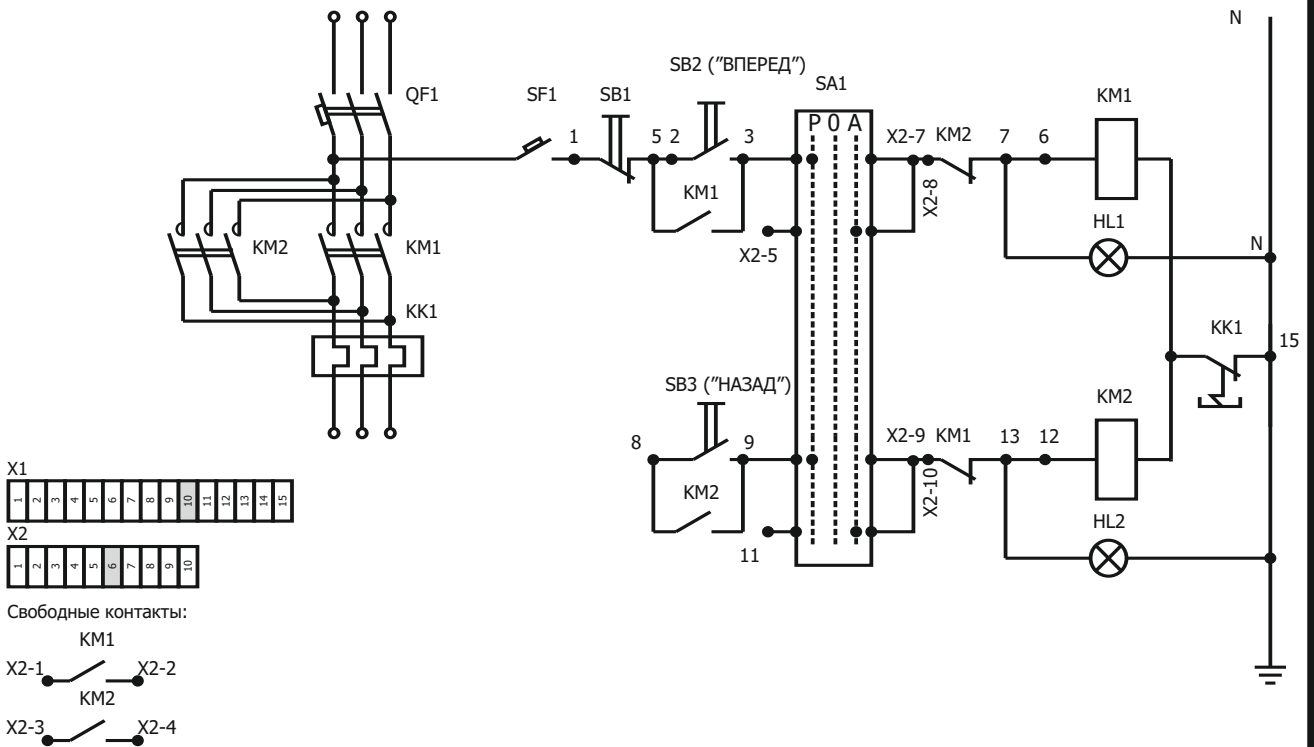 N
SB2 ("ВПЕРЕД")
QF1 SF1 SB1 SA1 KM1
P 0 A
1 5 2 3 X2-7 KM2 7 6
KM1 X2-8
HL1
KM2 KM1 X2-5 N
KK1
KK1 15
SB3 ("НАЗАД") KM2
8 9 X2-9 KM1 13 12
X1
1 2 3 4 5 6 7 8 9 10 11 12 13 14 15
KM2 X2-10
X2
HL2
1 2 3 4 5 6 7 8 9 10
11
Свободные контакты:
KM1
X2-1 X2-2
KM2
X2-3 X2-4